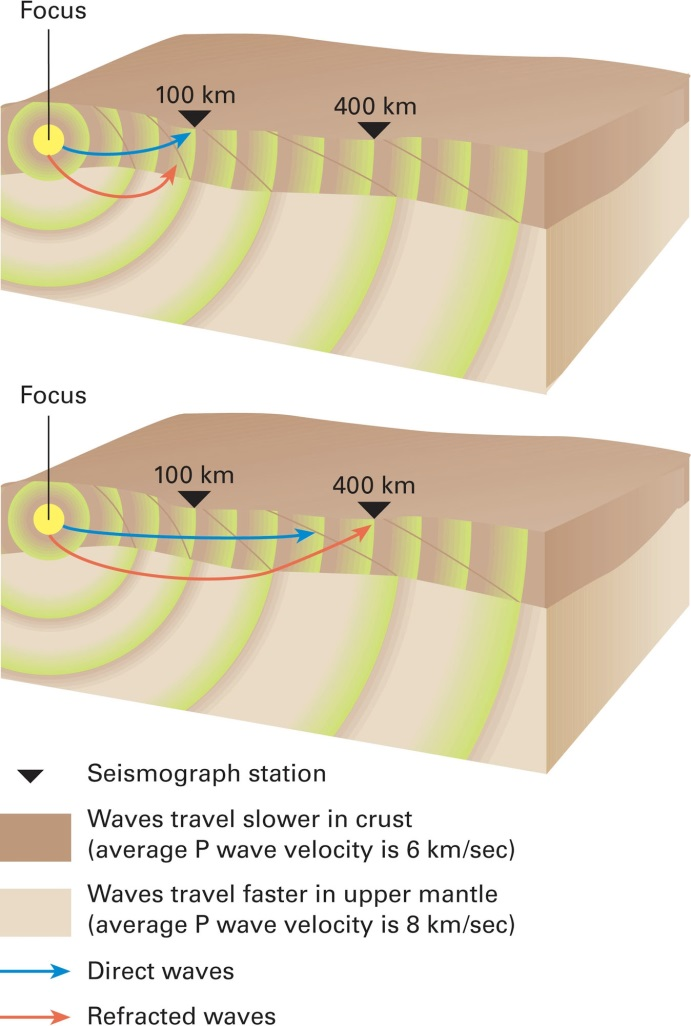 Focus
100 km
400 km
Focus
100 km
400 km
Seismograph station
Waves travel slower in crust
(average P wave velocity is 6 km/sec)
Waves travel faster in upper mantle
(average P wave velocity is 8 km/sec)
Direct waves
Refracted waves